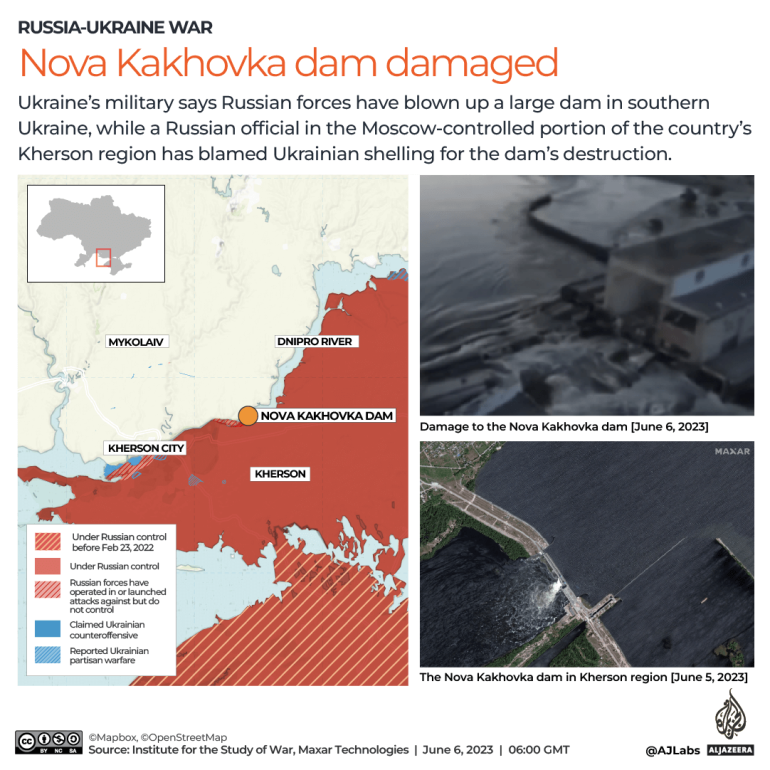 RUSSIA-UKRAINE WAR
Nova Kakhovka dam damaged
Ukraine’s military says Russian forces have blown up a large dam in southern
Ukraine, while a Russian official in the Moscow-controlled portion of the country’s
Kherson region has blamed Ukrainian shelling for the dam’s destruction.
MYKOLAIV
DNIPRO RIVER
NOVA KAKHOVKA DAM
KHERSON CITY
KHERSON
Under Russian control
before Feb 23, 2022
Under Russian control
Russian forces have
operated in or launched
attacks against but do
not control
Claimed Ukrainian
counteroffensive
Reported Ukrainian
partisan warfare
Damage to the Nova Kakhovka dam [June 6, 2023]
MAXAR
The Nova Kakhovka dam in Kherson region [June 5, 2023]
cc BY NC SA
©Mapbox, ©OpenStreetMap
Source: Institute for the Study of War, Maxar Technologies | June 6, 2023 | 06:00 GMT
@AJLabs
ALJAZEERA